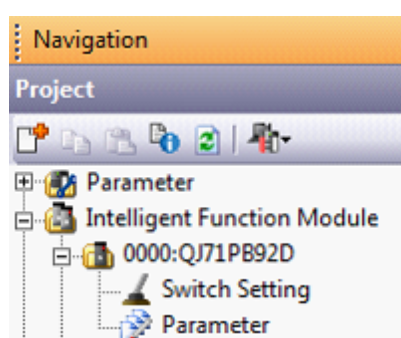 Navigation
Project
Parameter
Intelligent Function Module
0000:QJ71PB92D
Switch Setting
Parameter